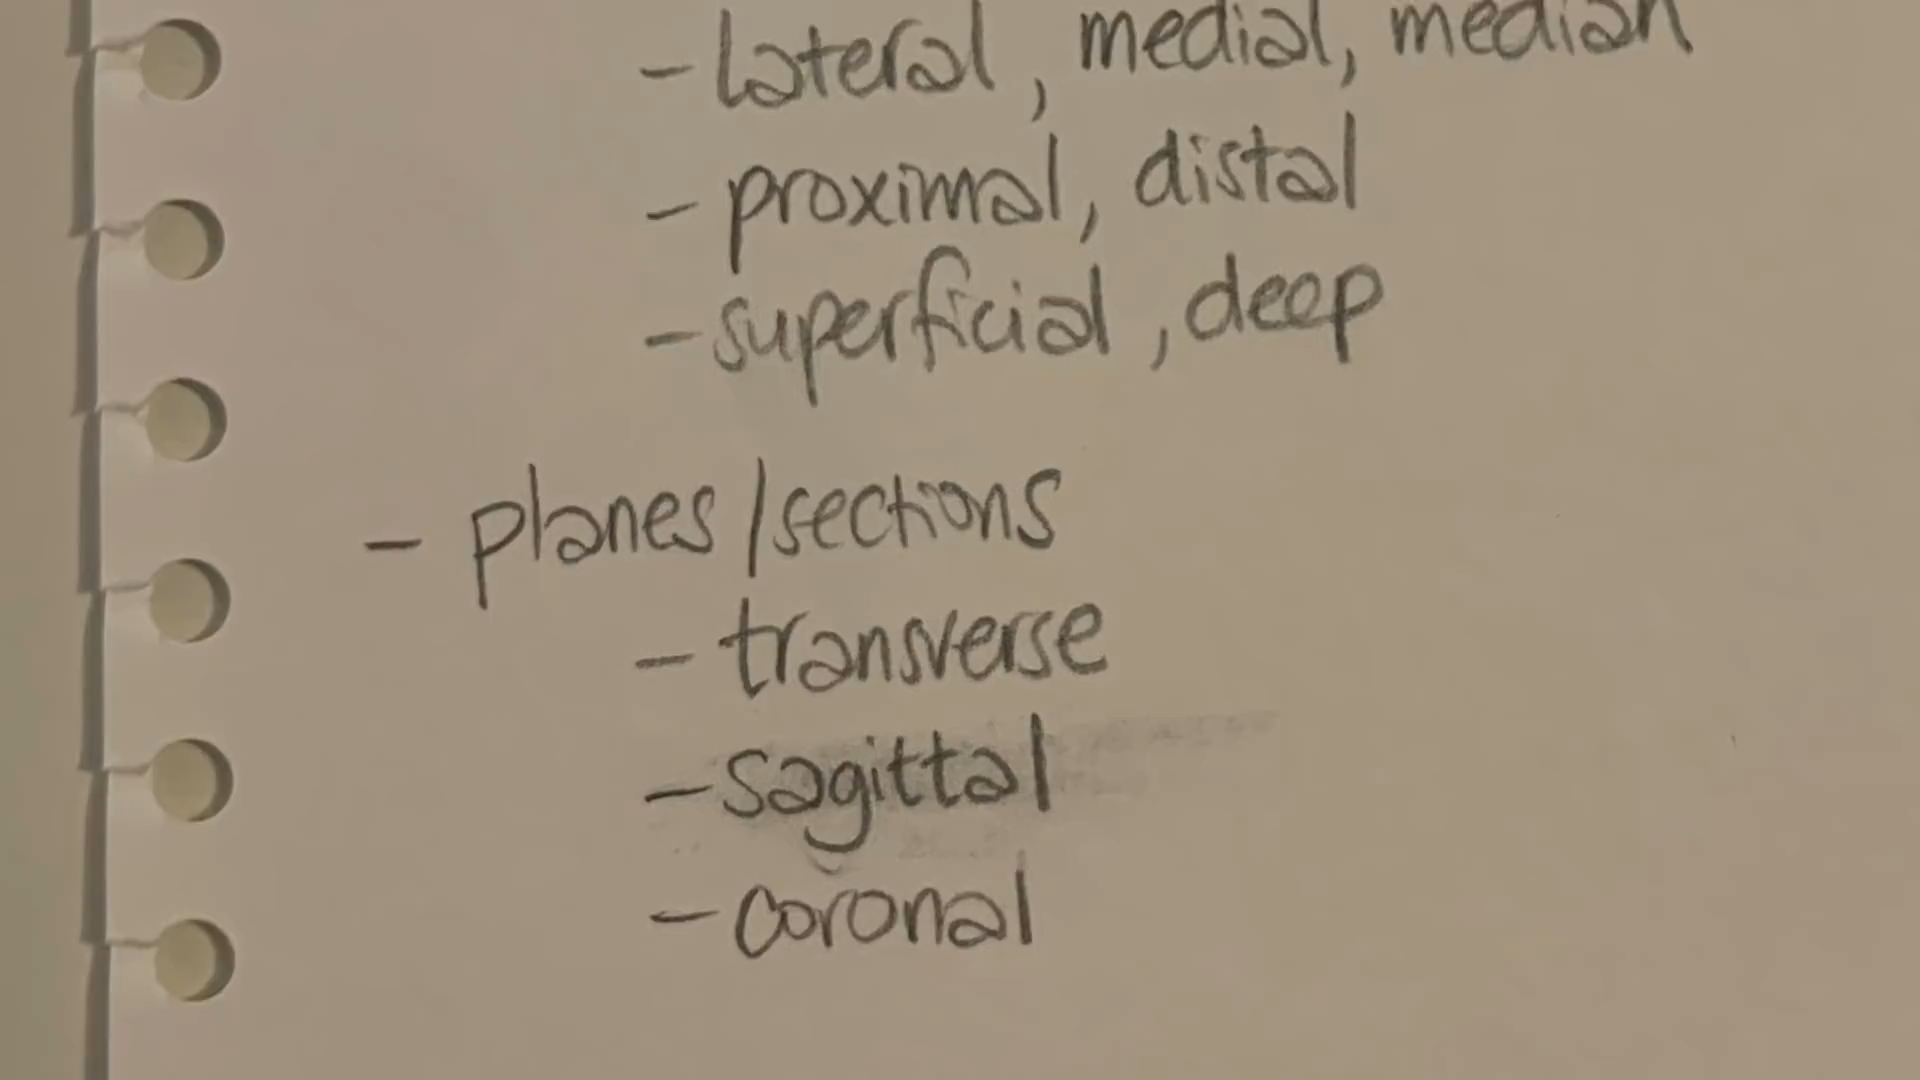 - lateral, medial, median
- proximal, distal
- superficial, deep
- planes/sections
- transverse
- sagittal
- coronal